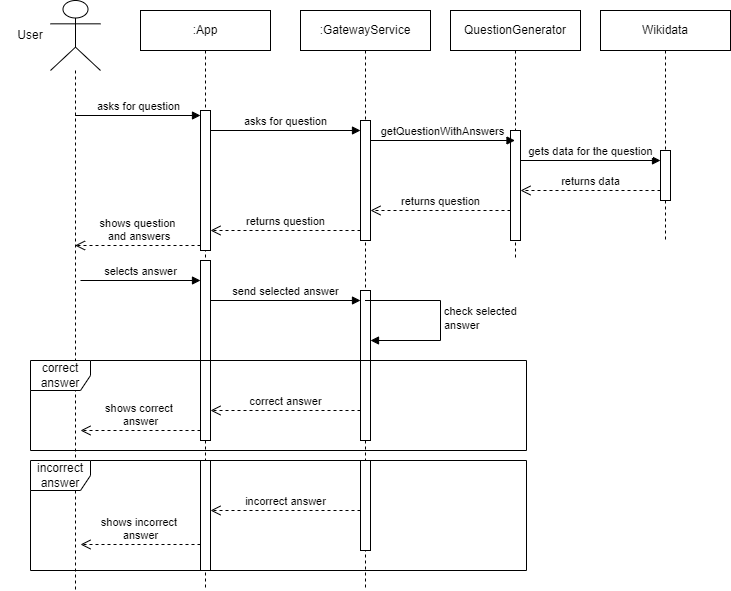 User
:App
:GatewayService
QuestionGenerator
Wikidata
asks for question
asks for question
getQuestionWithAnswers
gets data for the question
returns data
returns question
returns question
shows question
and answers
selects answer
send selected answer
check selected
answer
correct
answer
correct answer
shows correct
answer
incorrect
answer
incorrect answer
shows incorrect
answer